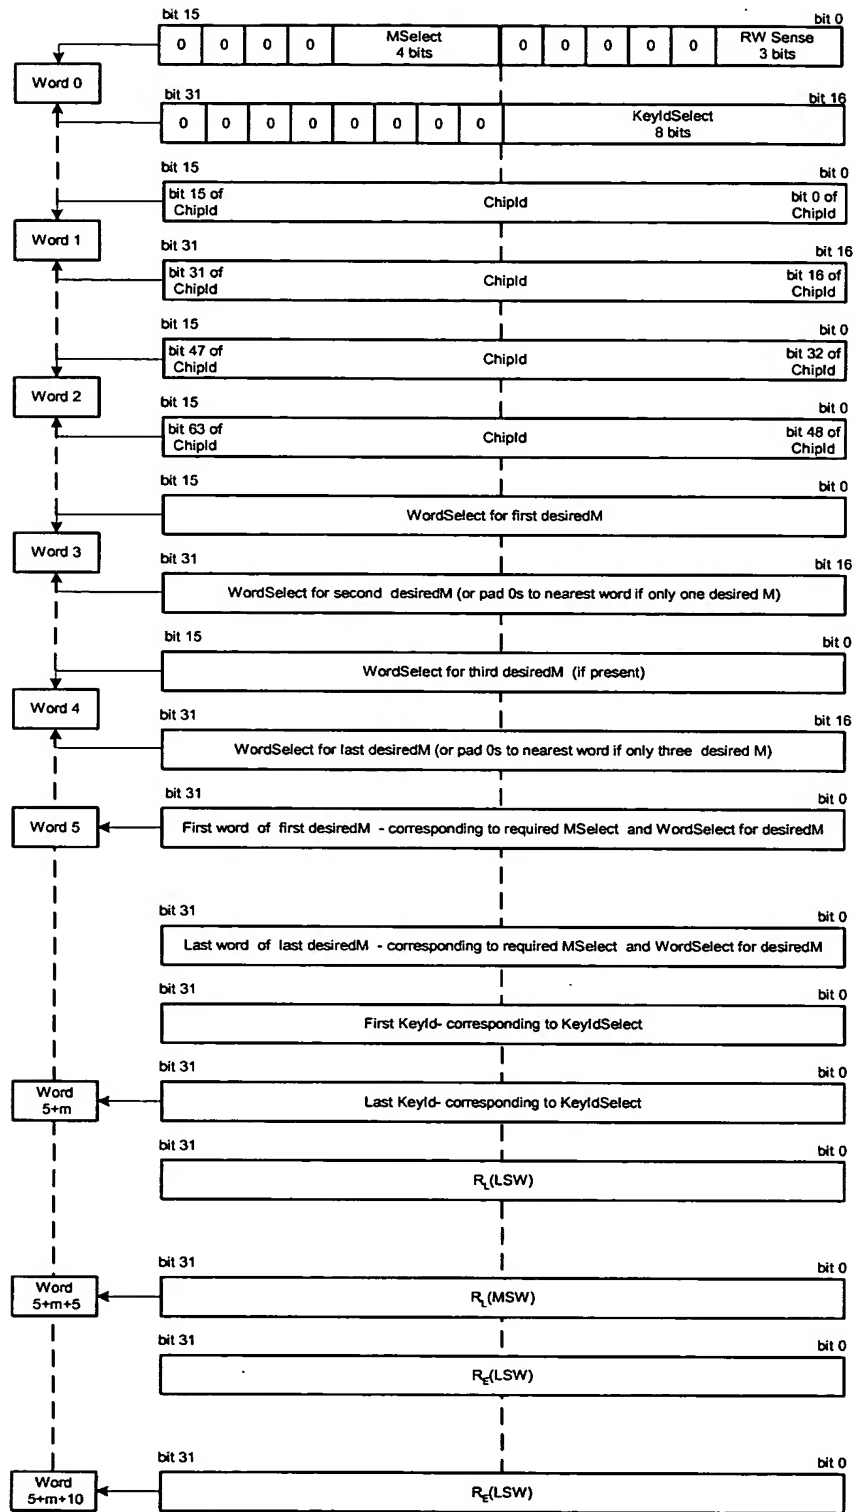 bit 15 bit 0
0 0 0 0 MSelect 4 bits 0 0 0 0 0 RW Sense 3 bits
Word 0
bit 31 bit 16
0 0 0 0 0 0 0 0 KeyIdSelect 8 bits
bit 15 bit 0
bit 15 of ChipId ChipId bit 0 of ChipId
Word 1
bit 31 bit 16
bit 31 of ChipId ChipId bit 16 of ChipId
bit 15 bit 0
bit 47 of ChipId ChipId bit 32 of ChipId
Word 2
bit 15 bit 0
bit 63 of ChipId ChipId bit 48 of ChipId
bit 15 bit 0
WordSelect for first desiredM
Word 3
bit 31 bit 16
WordSelect for second desiredM (or pad 0s to nearest word if only one desired M)
bit 15 bit 0
WordSelect for third desiredM (if present)
Word 4
bit 31 bit 16
WordSelect for last desiredM (or pad 0s to nearest word if only three desired M)
bit 31 bit 0
Word 5 First word of first desiredM - corresponding to required MSelect and WordSelect for desiredM
bit 31 bit 0
Last word of last desiredM - corresponding to required MSelect and WordSelect for desiredM
bit 31 bit 0
First KeyId- corresponding to KeyIdSelect
bit 31 bit 0
Word 5+m Last KeyId- corresponding to KeyIdSelect
bit 31 bit 0
R_L(LSW)
bit 31 bit 0
Word 5+m+5 R_L(MSW)
bit 31 bit 0
R_E(LSW)
bit 31 bit 0
Word 5+m+10 R_E(LSW)